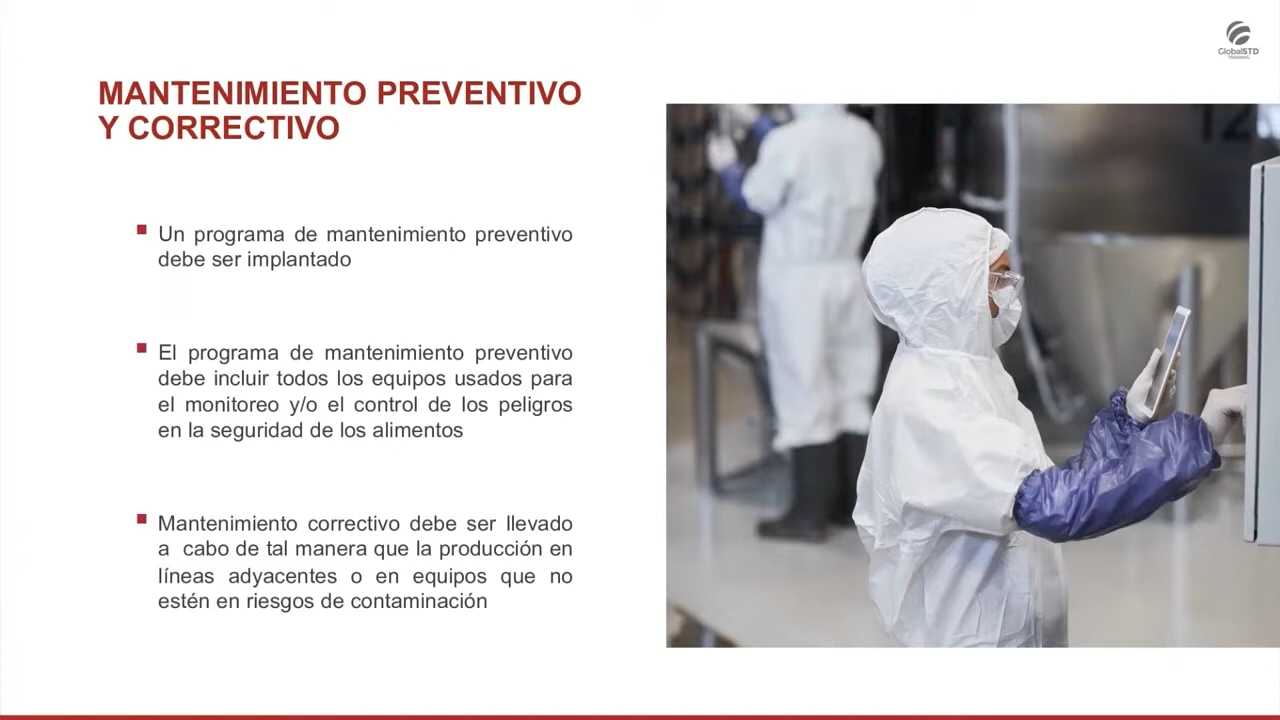 GlobalSTD
TRAINING
MANTENIMIENTO PREVENTIVO
Y CORRECTIVO
Un programa de mantenimiento preventivo
debe ser implantado
El programa de mantenimiento preventivo
debe incluir todos los equipos usados para
el monitoreo y/o el control de los peligros
en la seguridad de los alimentos
Mantenimiento correctivo debe ser llevado
a cabo de tal manera que la producción en
líneas adyacentes o en equipos que no
estén en riesgos de contaminación
12